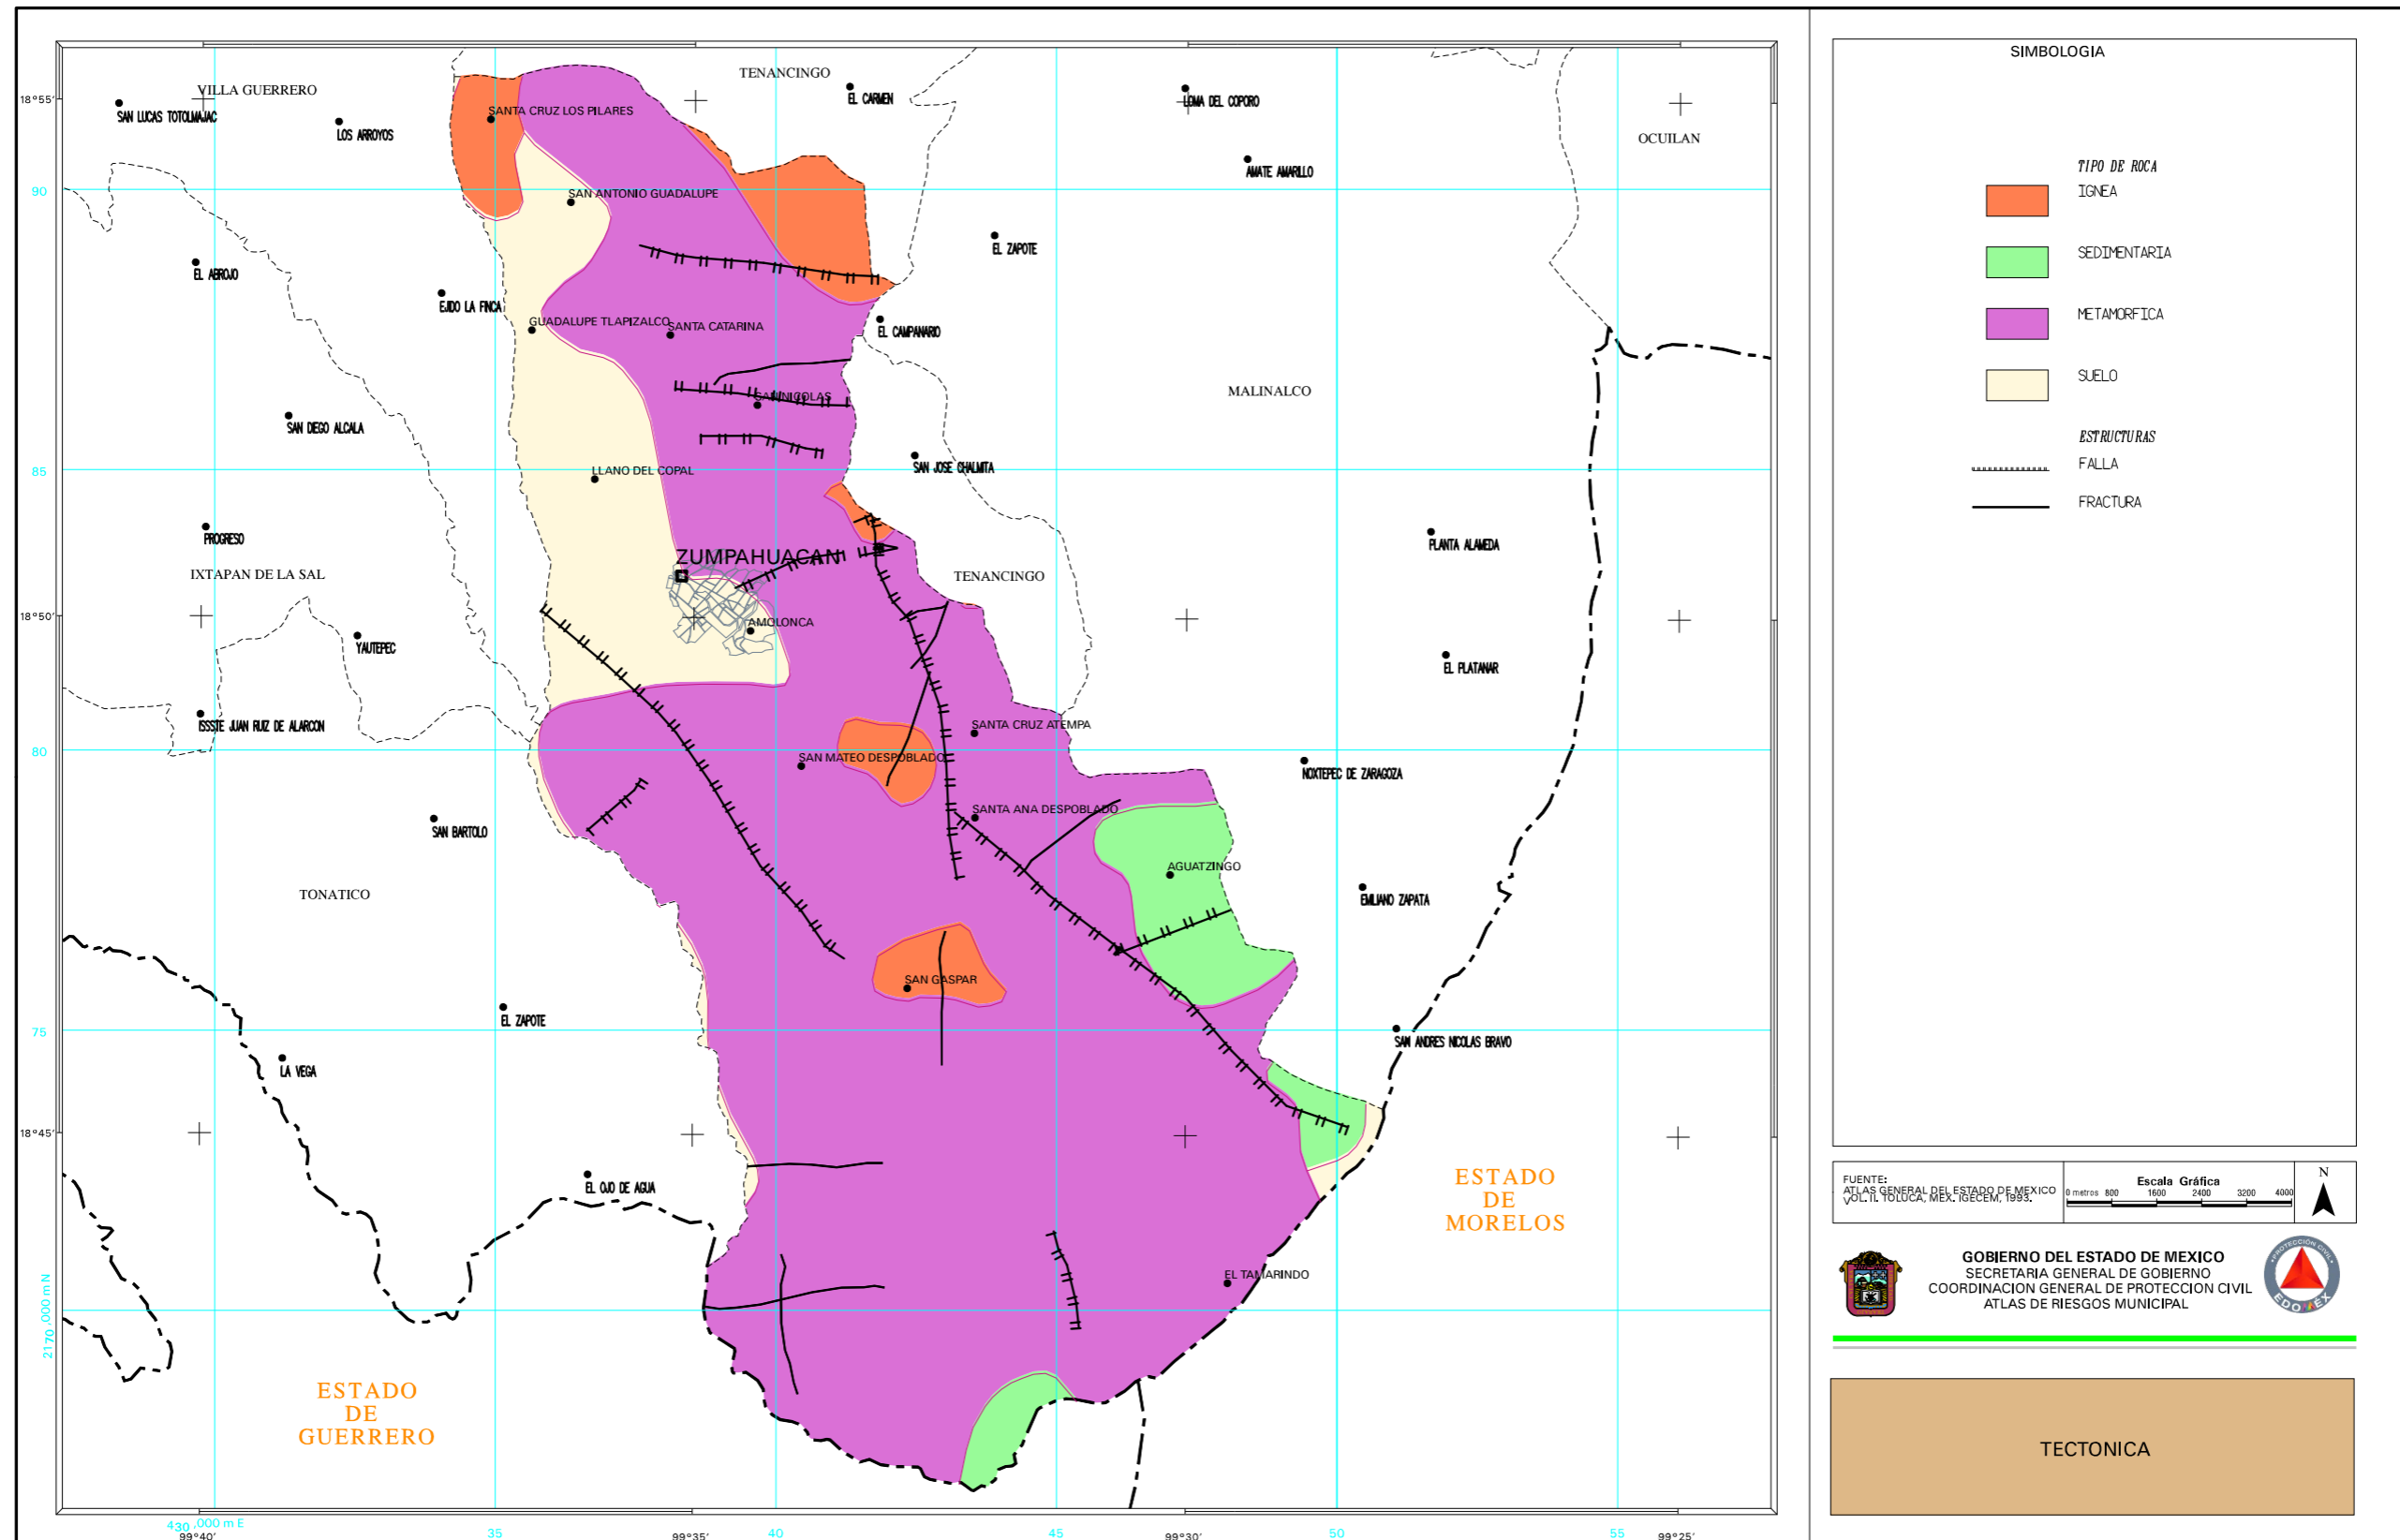 TENANCINGO
VILLA GUERRERO
EL CARMEN
LOMA DEL COPORO
18°55'
SAN LUCAS TOTOLMAJAC
SANTA CRUZ LOS PILARES
LOS ARROYOS
OCUILAN
AMATE AMARILLO
90
SAN ANTONIO GUADALUPE
EL ZAPOTE
EL ABROJO
EJIDO LA FINCA
GUADALUPE TLAPIZALCO
SANTA CATARINA
EL CAMPANARIO
MALINALCO
SAN NICOLAS
SAN DIEGO ALCALA
85
LLANO DEL COPAL
SAN JOSE CHALMITA
PROGRESO
PLANTA ALAMEDA
ZUMPAHUACAN
IXTAPAN DE LA SAL
TENANCINGO
18°50'
AMOLONCA
YAUTEPEC
EL PLATANAR
ISSSTE JUAN RUIZ DE ALARCON
SANTA CRUZ ATEMPA
80
SAN MATEO DESPOBLADO
NOXTEPEC DE ZARAGOZA
SANTA ANA DESPOBLADO
SAN BARTOLO
AGUATZINGO
TONATICO
EMILIANO ZAPATA
SAN GASPAR
EL ZAPOTE
75
SAN ANDRES NICOLAS BRAVO
LA VEGA
18°45'
EL OJO DE AGUA
ESTADO
DE
MORELOS
EL TAMARINDO
2170,000 m N
ESTADO
DE
GUERRERO
430,000 m E
35
40
45
50
55
99°40'
99°35'
99°30'
99°25'
SIMBOLOGIA
TIPO DE ROCA
IGNEA
SEDIMENTARIA
METAMORFICA
SUELO
ESTRUCTURAS
FALLA
FRACTURA
FUENTE:
ATLAS GENERAL DEL ESTADO DE MEXICO
VOL. II. TOLUCA, MEX. IGECEM, 1993.
Escala Gráfica
0 metros 800 1600 2400 3200 4000
N
GOBIERNO DEL ESTADO DE MEXICO
SECRETARIA GENERAL DE GOBIERNO
COORDINACION GENERAL DE PROTECCION CIVIL
ATLAS DE RIESGOS MUNICIPAL
PROTECCION CIVIL
EDOMEX
TECTONICA